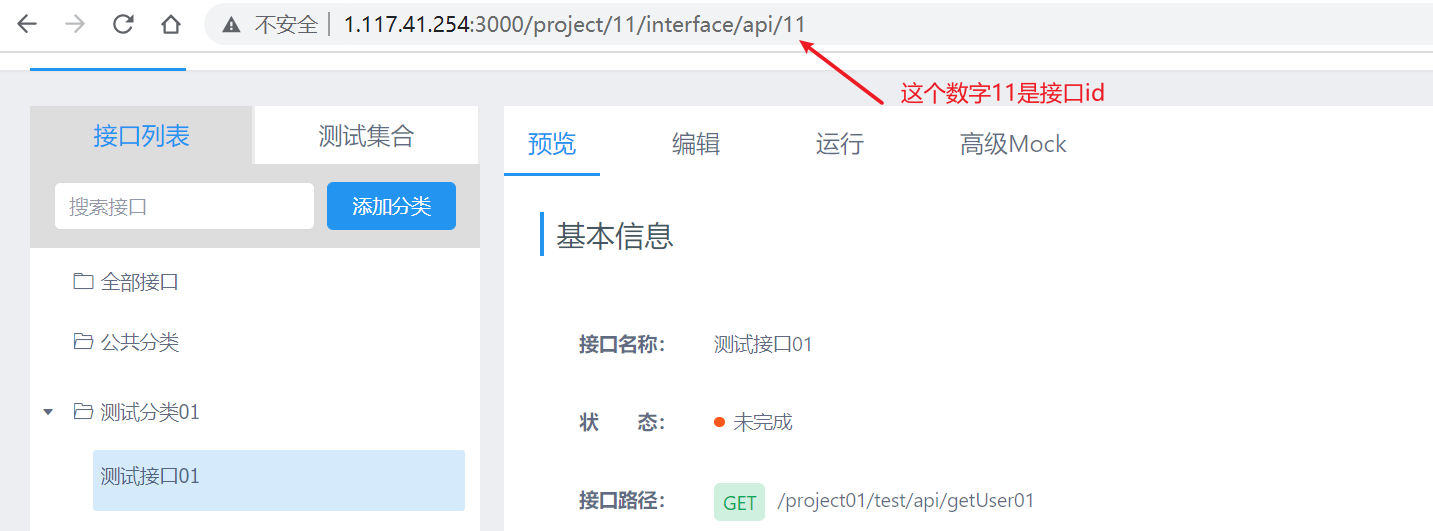 不安全 1.117.41.254:3000/project/11/interface/api/11
这个数字11是接口id
接口列表 测试集合
搜索接口 添加分类
全部接口
公共分类
测试分类01
测试接口01
预览 编辑 运行 高级Mock
基本信息
接口名称： 测试接口01
状 态： 未完成
接口路径： GET /project01/test/api/getUser01